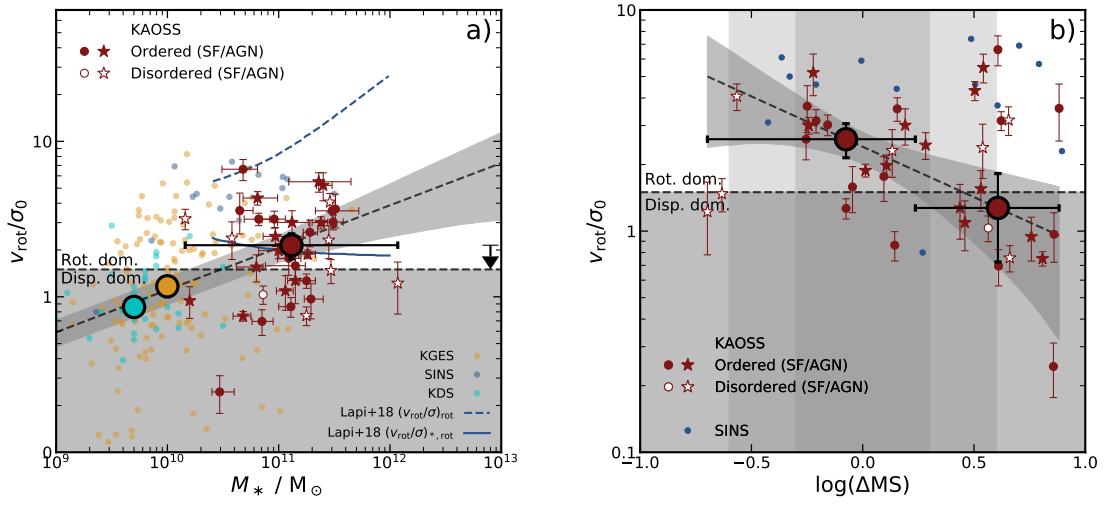 a)
KAOSS
Ordered (SF/AGN)
Disordered (SF/AGN)
10
1
0
v_rot/σ_0
Rot. dom.
Disp. dom.
KGES
SINS
KDS
Lapi+18 (v_rot/σ)_rot
Lapi+18 (v_rot/σ)_*, rot
10^9
10^10
10^11
10^12
10^13
M_* / M_⊙
b)
10
1
0.1
v_rot/σ_0
Rot. dom.
Disp. dom.
KAOSS
Ordered (SF/AGN)
Disordered (SF/AGN)
SINS
−1.0
−0.5
0.0
0.5
1.0
log(ΔMS)